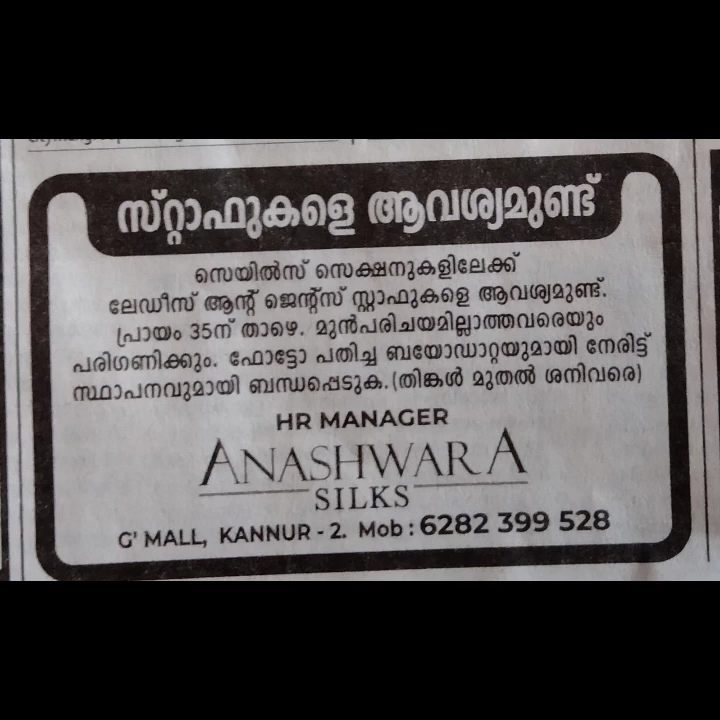 സ്റ്റാഫുകളെ ആവശ്യമുണ്ട്
സെയിൽസ് സെക്ഷനുകളിലേക്ക്
ലേഡീസ് ആന്റ് ജെന്റ്സ് സ്റ്റാഫുകളെ ആവശ്യമുണ്ട്.
പ്രായം 35ന് താഴെ. മുൻപരിചയമില്ലാത്തവരെയും
പരിഗണിക്കും. ഫോട്ടോ പതിച്ച ബയോഡാറ്റയുമായി നേരിട്ട്
സ്ഥാപനവുമായി ബന്ധപ്പെടുക.(തിങ്കൾ മുതൽ ശനിവരെ)
HR MANAGER
ANASHWARA
SILKS
G' MALL, KANNUR - 2. Mob : 6282 399 528